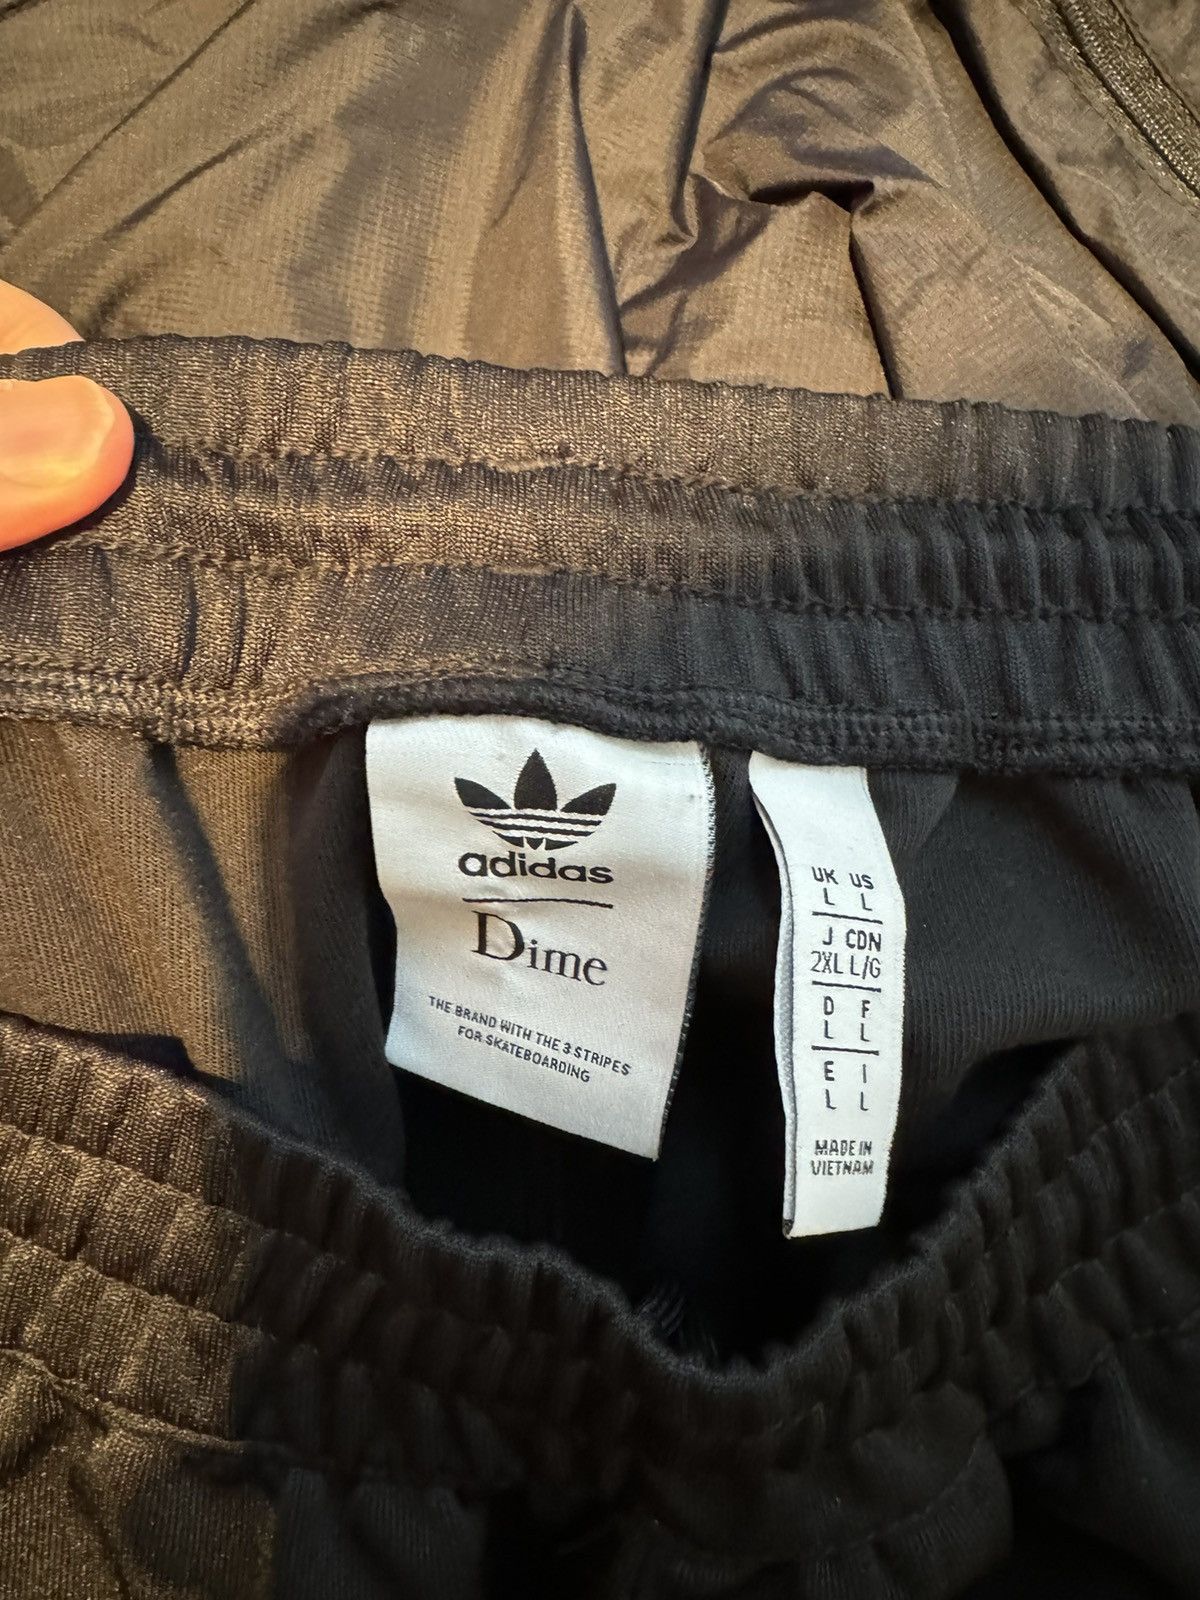 adidas
Dime
THE BRAND WITH THE 3 STRIPES
FOR SKATEBOARDING
UK US
L L
J CDN
2XL L/G
D F
L L
E I
L L
MADE IN
VIETNAM